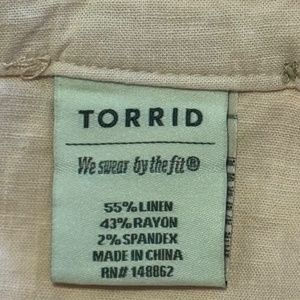 TORRID
We swear by the fit®
55% LINEN
43% RAYON
2% SPANDEX
MADE IN CHINA
RN# 148862